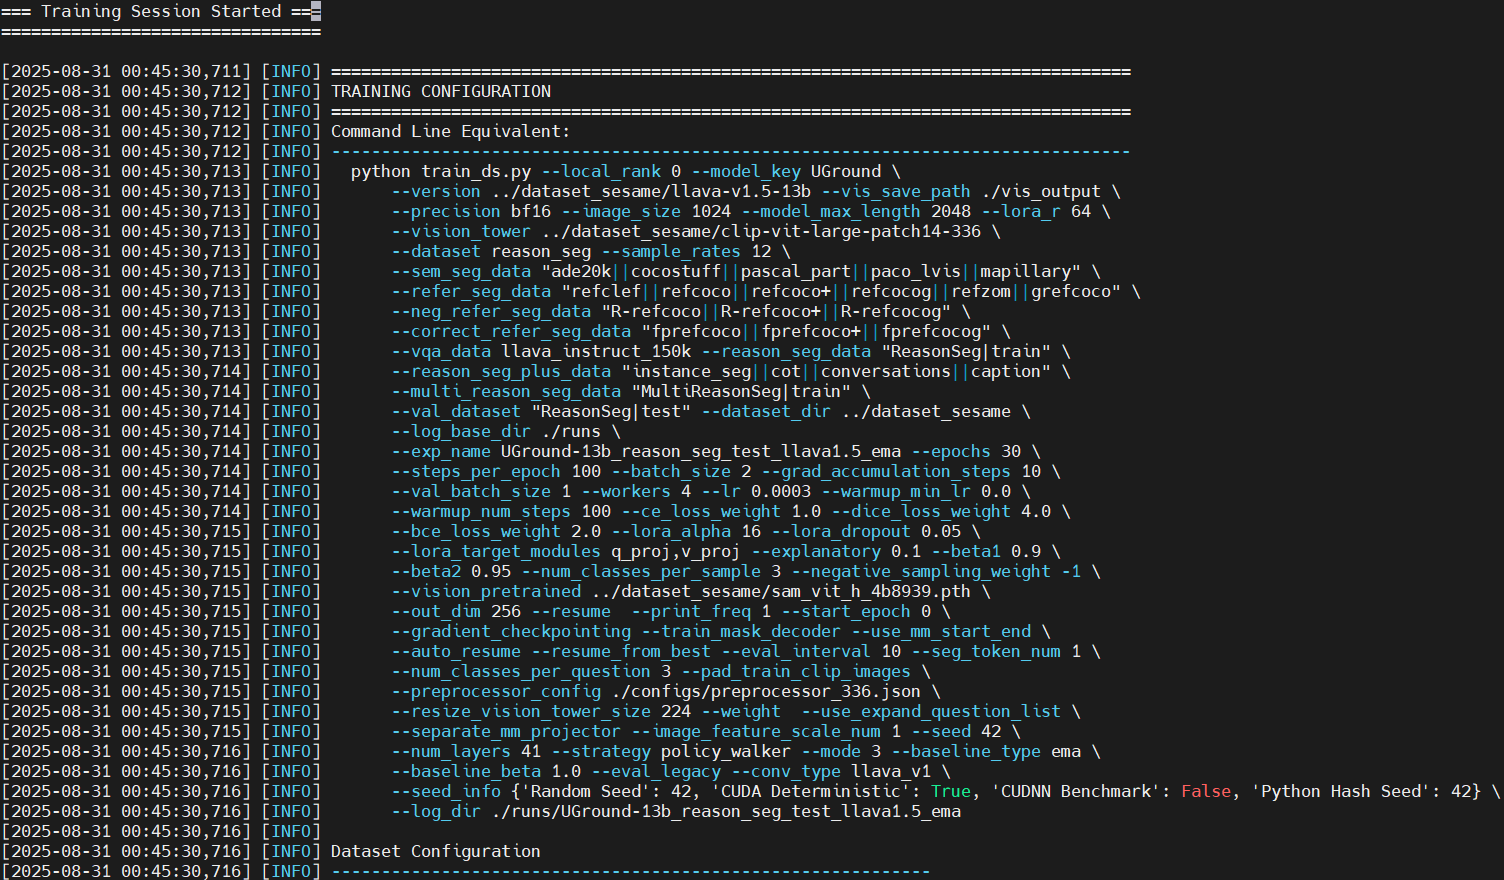 === Training Session Started ===
================================
[2025-08-31 00:45:30,711] [INFO] ================================================================================
[2025-08-31 00:45:30,712] [INFO] TRAINING CONFIGURATION
[2025-08-31 00:45:30,712] [INFO] ================================================================================
[2025-08-31 00:45:30,712] [INFO] Command Line Equivalent:
[2025-08-31 00:45:30,712] [INFO] --------------------------------------------------------------------------------
[2025-08-31 00:45:30,713] [INFO]   python train_ds.py --local_rank 0 --model_key UGround \
[2025-08-31 00:45:30,713] [INFO]       --version ../dataset_sesame/llava-v1.5-13b --vis_save_path ./vis_output \
[2025-08-31 00:45:30,713] [INFO]       --precision bf16 --image_size 1024 --model_max_length 2048 --lora_r 64 \
[2025-08-31 00:45:30,713] [INFO]       --vision_tower ../dataset_sesame/clip-vit-large-patch14-336 \
[2025-08-31 00:45:30,713] [INFO]       --dataset reason_seg --sample_rates 12 \
[2025-08-31 00:45:30,713] [INFO]       --sem_seg_data "ade20k||cocostuff||pascal_part||paco_lvis||mapillary" \
[2025-08-31 00:45:30,713] [INFO]       --refer_seg_data "refclef||refcoco||refcoco+||refcocog||refzom||grefcoco" \
[2025-08-31 00:45:30,713] [INFO]       --neg_refer_seg_data "R-refcoco||R-refcoco+||R-refcocog" \
[2025-08-31 00:45:30,713] [INFO]       --correct_refer_seg_data "fprefcoco||fprefcoco+||fprefcocog" \
[2025-08-31 00:45:30,713] [INFO]       --vqa_data llava_instruct_150k --reason_seg_data "ReasonSeg|train" \
[2025-08-31 00:45:30,714] [INFO]       --reason_seg_plus_data "instance_seg||cot||conversations||caption" \
[2025-08-31 00:45:30,714] [INFO]       --multi_reason_seg_data "MultiReasonSeg|train" \
[2025-08-31 00:45:30,714] [INFO]       --val_dataset "ReasonSeg|test" --dataset_dir ../dataset_sesame \
[2025-08-31 00:45:30,714] [INFO]       --log_base_dir ./runs \
[2025-08-31 00:45:30,714] [INFO]       --exp_name UGround-13b_reason_seg_test_llava1.5_ema --epochs 30 \
[2025-08-31 00:45:30,714] [INFO]       --steps_per_epoch 100 --batch_size 2 --grad_accumulation_steps 10 \
[2025-08-31 00:45:30,714] [INFO]       --val_batch_size 1 --workers 4 --lr 0.0003 --warmup_min_lr 0.0 \
[2025-08-31 00:45:30,714] [INFO]       --warmup_num_steps 100 --ce_loss_weight 1.0 --dice_loss_weight 4.0 \
[2025-08-31 00:45:30,715] [INFO]       --bce_loss_weight 2.0 --lora_alpha 16 --lora_dropout 0.05 \
[2025-08-31 00:45:30,715] [INFO]       --lora_target_modules q_proj,v_proj --explanatory 0.1 --beta1 0.9 \
[2025-08-31 00:45:30,715] [INFO]       --beta2 0.95 --num_classes_per_sample 3 --negative_sampling_weight -1 \
[2025-08-31 00:45:30,715] [INFO]       --vision_pretrained ../dataset_sesame/sam_vit_h_4b8939.pth \
[2025-08-31 00:45:30,715] [INFO]       --out_dim 256 --resume  --print_freq 1 --start_epoch 0 \
[2025-08-31 00:45:30,715] [INFO]       --gradient_checkpointing --train_mask_decoder --use_mm_start_end \
[2025-08-31 00:45:30,715] [INFO]       --auto_resume --resume_from_best --eval_interval 10 --seg_token_num 1 \
[2025-08-31 00:45:30,715] [INFO]       --num_classes_per_question 3 --pad_train_clip_images \
[2025-08-31 00:45:30,715] [INFO]       --preprocessor_config ./configs/preprocessor_336.json \
[2025-08-31 00:45:30,715] [INFO]       --resize_vision_tower_size 224 --weight  --use_expand_question_list \
[2025-08-31 00:45:30,715] [INFO]       --separate_mm_projector --image_feature_scale_num 1 --seed 42 \
[2025-08-31 00:45:30,716] [INFO]       --num_layers 41 --strategy policy_walker --mode 3 --baseline_type ema \
[2025-08-31 00:45:30,716] [INFO]       --baseline_beta 1.0 --eval_legacy --conv_type llava_v1 \
[2025-08-31 00:45:30,716] [INFO]       --seed_info {'Random Seed': 42, 'CUDA Deterministic': True, 'CUDNN Benchmark': False, 'Python Hash Seed': 42} \
[2025-08-31 00:45:30,716] [INFO]       --log_dir ./runs/UGround-13b_reason_seg_test_llava1.5_ema
[2025-08-31 00:45:30,716] [INFO]
[2025-08-31 00:45:30,716] [INFO] Dataset Configuration
[2025-08-31 00:45:30,716] [INFO] ------------------------------------------------------------